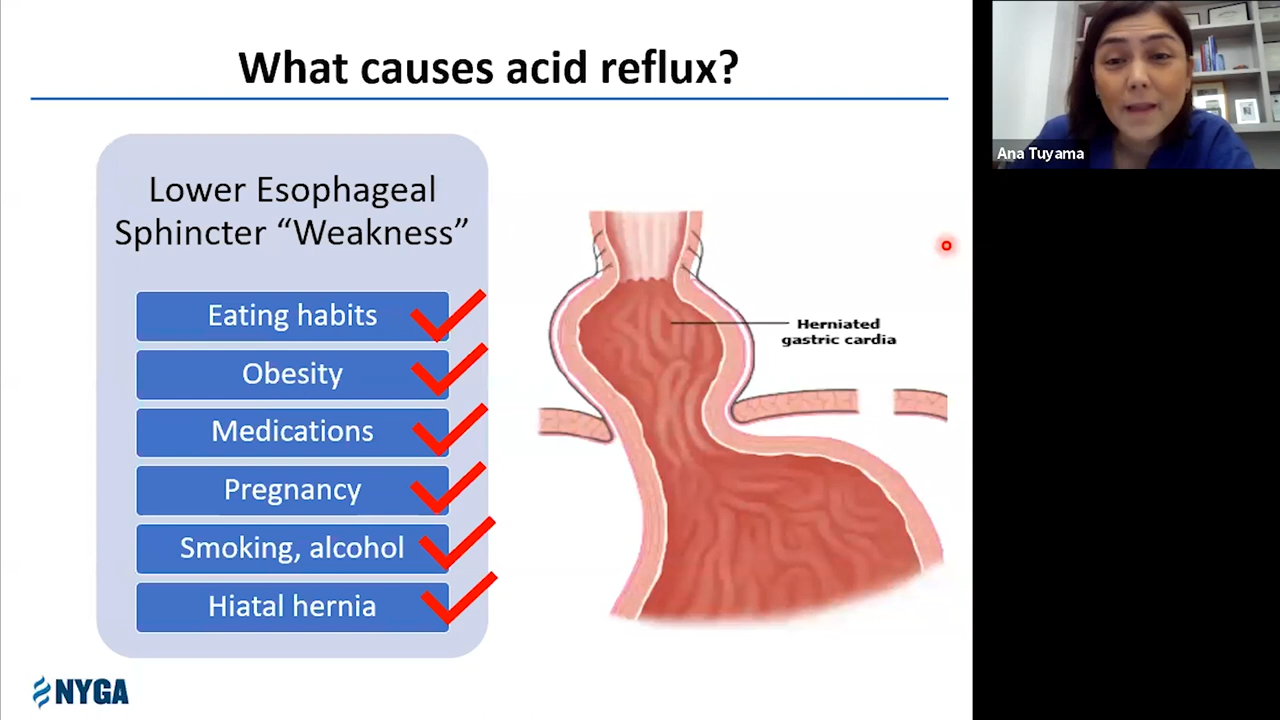 What causes acid reflux?
Lower Esophageal
Sphincter “Weakness”
Eating habits
Obesity
Medications
Pregnancy
Smoking, alcohol
Hiatal hernia
Herniated
gastric cardia
NYGA
Ana Tuyama